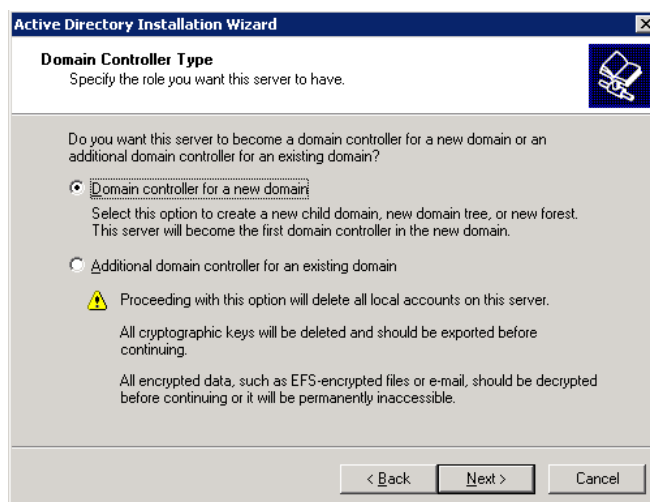 Active Directory Installation Wizard
Domain Controller Type
Specify the role you want this server to have.
Do you want this server to become a domain controller for a new domain or an
additional domain controller for an existing domain?
Domain controller for a new domain
Select this option to create a new child domain, new domain tree, or new forest.
This server will become the first domain controller in the new domain.
Additional domain controller for an existing domain
Proceeding with this option will delete all local accounts on this server.
All cryptographic keys will be deleted and should be exported before
continuing.
All encrypted data, such as EFS-encrypted files or e-mail, should be decrypted
before continuing or it will be permanently inaccessible.
< Back
Next >
Cancel